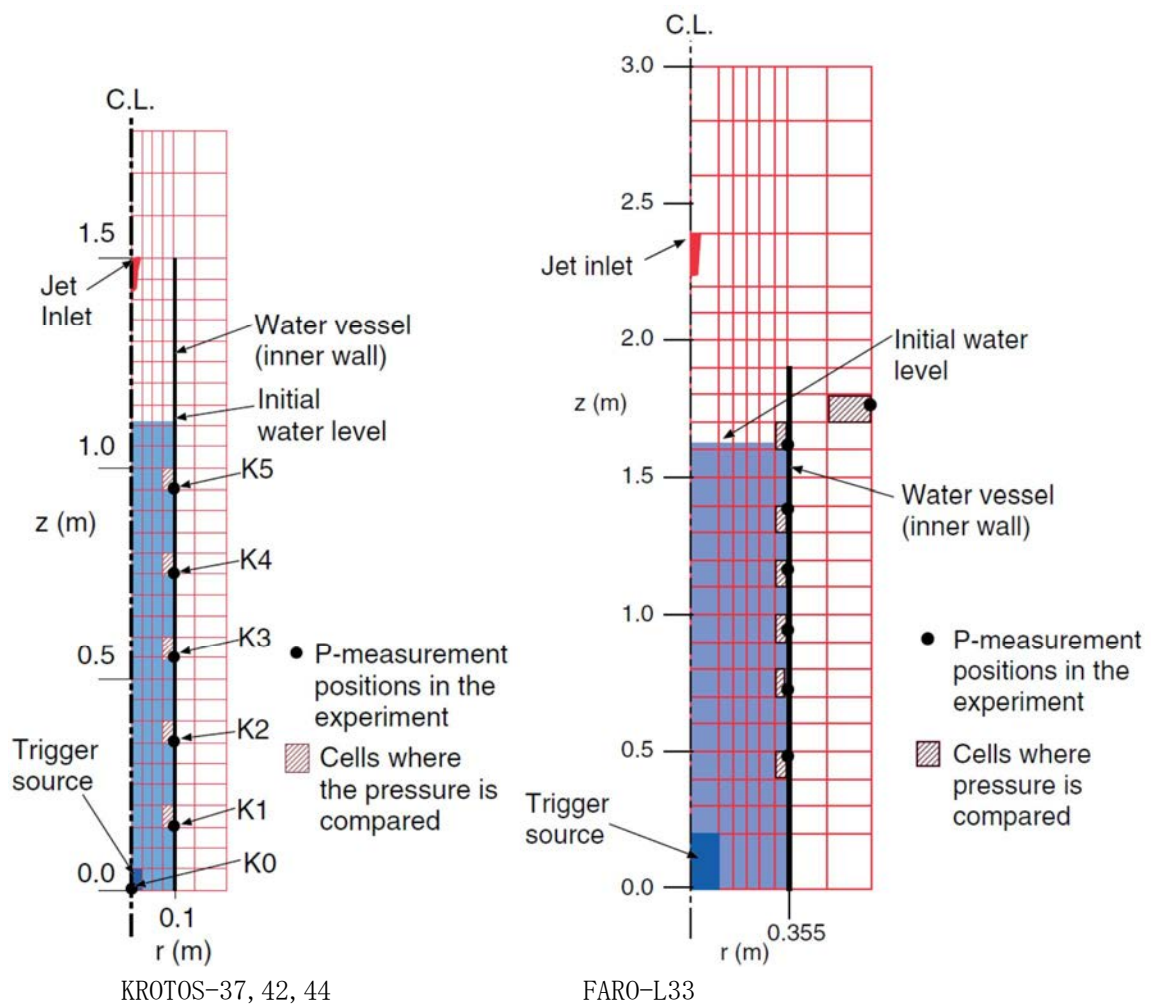 C.L.
1.5
Jet
Inlet
Water vessel
(inner wall)
Initial
water level
1.0
K5
z (m)
K4
0.5
K3
P-measurement
positions in the
experiment
K2
Trigger
source
Cells where
the pressure is
compared
K1
0.0
K0
0.1
r (m)
KROTOS-37, 42, 44
C.L.
3.0
2.5
Jet inlet
2.0
Initial water
level
z (m)
1.5
Water vessel
(inner wall)
1.0
P-measurement
positions in the
experiment
0.5
Cells where
pressure is
compared
Trigger
source
0.0
0.355
r (m)
FARO-L33